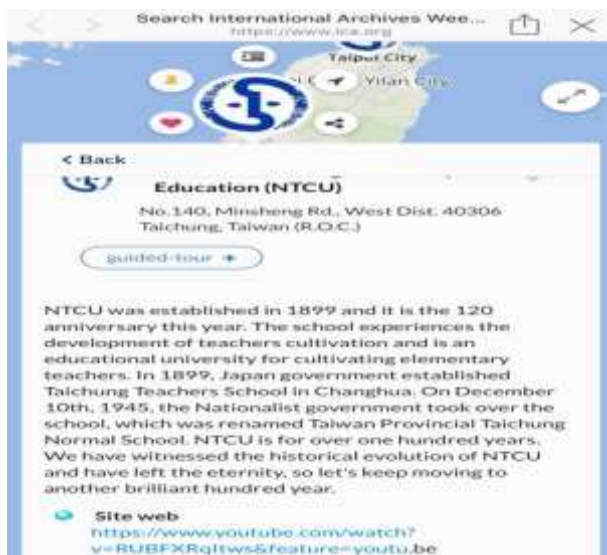 Search International Archives Wee...
https://www.ica.org
Taipei City
Yilan City
< Back
Education (NTCU)
No.140, Minsheng Rd., West Dist. 40306
Taichung, Taiwan (R.O.C.)
guided-tour +
NTCU was established in 1899 and it is the 120
anniversary this year. The school experiences the
development of teachers cultivation and is an
educational university for cultivating elementary
teachers. In 1899, Japan government established
Taichung Teachers School in Changhua. On December
10th, 1945, the Nationalist government took over the
school, which was renamed Taiwan Provincial Taichung
Normal School. NTCU is for over one hundred years.
We have witnessed the historical evolution of NTCU
and have left the eternity, so let's keep moving to
another brilliant hundred year.
Site web
https://www.youtube.com/watch?
v=RUBFXRqltws&feature=youtu.be